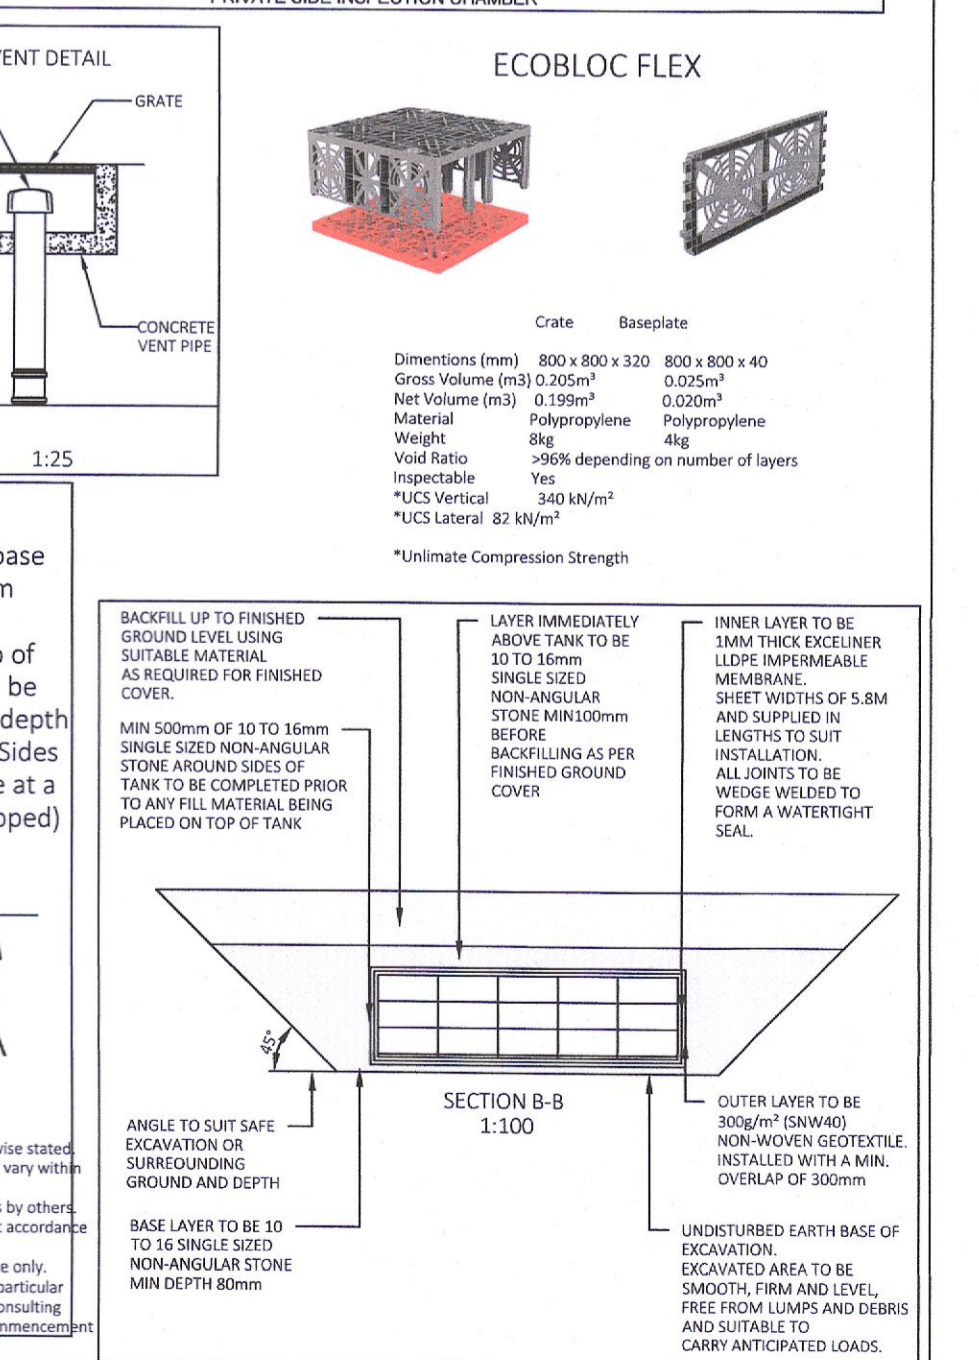 PRIVATE SIDE INSPECTION CHAMBER
VENT DETAIL
GRATE
CONCRETE
VENT PIPE
1:25
ECOBLOC FLEX
Crate Baseplate
Dimentions (mm) 800 x 800 x 320 800 x 800 x 40
Gross Volume (m3) 0.205m³ 0.025m³
Net Volume (m3) 0.199m³ 0.020m³
Material Polypropylene Polypropylene
Weight 8kg 4kg
Void Ratio >96% depending on number of layers
Inspectable Yes
*UCS Vertical 340 kN/m²
*UCS Lateral 82 kN/m²
*Unlimate Compression Strength
of
be
depth
Sides
at a
BACKFILL UP TO FINISHED
GROUND LEVEL USING
SUITABLE MATERIAL
AS REQUIRED FOR FINISHED
COVER.
MIN 500mm OF 10 TO 16mm
SINGLE SIZED NON-ANGULAR
STONE AROUND SIDES OF
TANK TO BE COMPLETED PRIOR
TO ANY FILL MATERIAL BEING
PLACED ON TOP OF TANK
LAYER IMMEDIATELY
ABOVE TANK TO BE
10 TO 16mm
SINGLE SIZED
NON-ANGULAR
STONE MIN100mm
BEFORE
BACKFILLING AS PER
FINISHED GROUND
COVER
INNER LAYER TO BE
1MM THICK EXCELINER
LLDPE IMPERMEABLE
MEMBRANE.
SHEET WIDTHS OF 5.8M
AND SUPPLIED IN
LENGTHS TO SUIT
INSTALLATION.
ALL JOINTS TO BE
WEDGE WELDED TO
FORM A WATERTIGHT
SEAL.
45°
SECTION B-B
1:100
ANGLE TO SUIT SAFE
EXCAVATION OR
SURREOUNDING
GROUND AND DEPTH
BASE LAYER TO BE 10
TO 16 SINGLE SIZED
NON-ANGULAR STONE
MIN DEPTH 80mm
OUTER LAYER TO BE
300g/m² (SNW40)
NON-WOVEN GEOTEXTILE.
INSTALLED WITH A MIN.
OVERLAP OF 300mm
UNDISTURBED EARTH BASE OF
EXCAVATION.
EXCAVATED AREA TO BE
SMOOTH, FIRM AND LEVEL,
FREE FROM LUMPS AND DEBRIS
AND SUITABLE TO
CARRY ANTICIPATED LOADS.
stated.
vary within
by others.
accordance
only.
particular